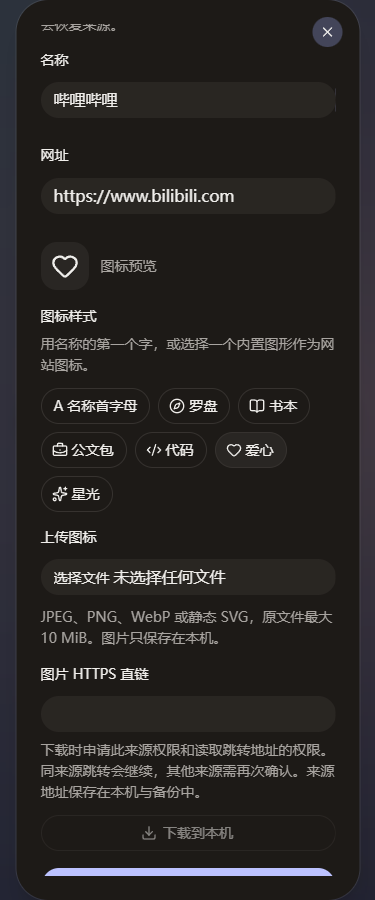 会恢复来源。
名称
哔哩哔哩
网址
https://www.bilibili.com
图标预览
图标样式
用名称的第一个字，或选择一个内置图形作为网
站图标。
A 名称首字母 罗盘 书本
公文包 代码 爱心
星光
上传图标
选择文件 未选择任何文件
JPEG、PNG、WebP 或静态 SVG，原文件最大
10 MiB。图片只保存在本机。
图片 HTTPS 直链
下载时申请此来源权限和读取跳转地址的权限。
同来源跳转会继续，其他来源需再次确认。来源
地址保存在本机与备份中。
下载到本机